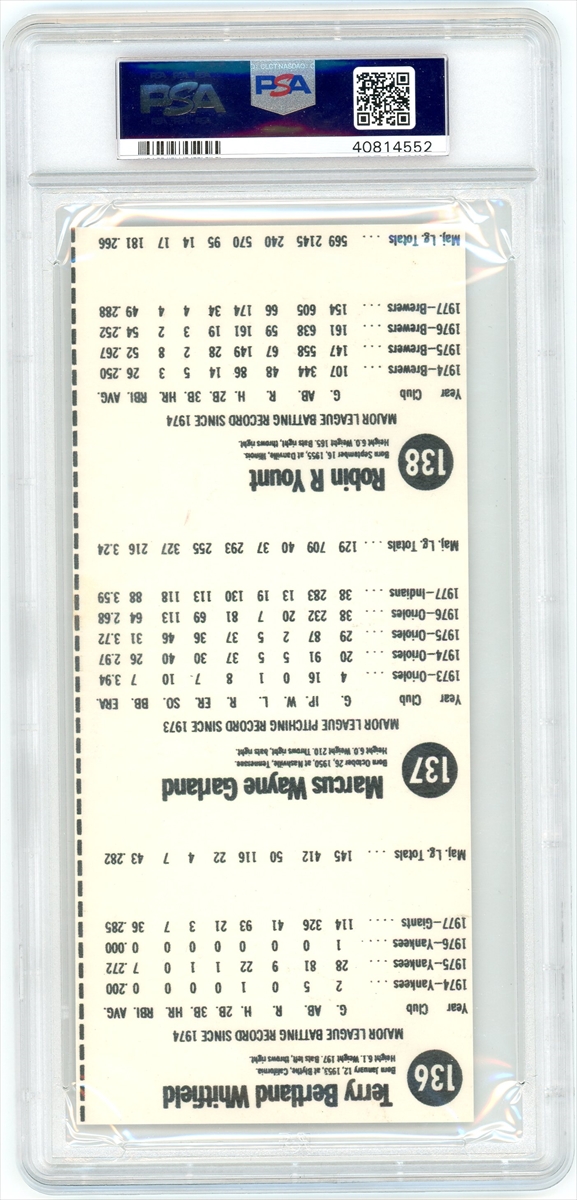 PSA
PSA
40814552
136
Terry Bertland Whitfield
Born January 12, 1953, at Blythe, California.
Height 6.1. Weight 197. Bats left, throws right.
MAJOR LEAGUE BATTING RECORD SINCE 1974
Year Club G. AB. R. H. 2B. 3B. HR. RBI. AVG.
1974–Yankees ... 2 5 0 1 0 0 0 0 .200
1975–Yankees ... 28 81 9 22 1 1 0 7 .272
1976–Yankees ... 1 0 0 0 0 0 0 0 .000
1977–Giants .... 114 326 41 93 21 3 7 36 .285
Maj. Lg. Totals ... 145 412 50 116 22 4 7 43 .282
137
Marcus Wayne Garland
Born October 26, 1950, at Nashville, Tennessee.
Height 6.0. Weight 210. Throws right, bats right.
MAJOR LEAGUE PITCHING RECORD SINCE 1973
Year Club G. IP. W. L. R. ER. SO. BB. ERA.
1973–Orioles .... 4 16 0 1 8 7 10 7 3.94
1974–Orioles .... 20 91 5 5 37 30 40 26 2.97
1975–Orioles .... 29 87 2 5 37 36 46 31 3.72
1976–Orioles .... 38 232 20 7 81 69 113 64 2.68
1977–Indians .... 38 283 13 19 130 113 118 88 3.59
Maj. Lg. Totals ... 129 709 40 37 293 255 327 216 3.24
138
Robin R Yount
Born September 16, 1955, at Danville, Illinois.
Height 6.0. Weight 165. Bats right, throws right.
MAJOR LEAGUE BATTING RECORD SINCE 1974
Year Club G. AB. R. H. 2B. 3B. HR. RBI. AVG.
1974–Brewers ... 107 344 48 86 14 5 3 26 .250
1975–Brewers ... 147 558 67 149 28 2 8 52 .267
1976–Brewers ... 161 638 59 161 19 3 2 54 .252
1977–Brewers ... 154 605 66 174 34 4 4 49 .288
Maj. Lg. Totals ... 569 2145 240 570 95 14 17 181 .266